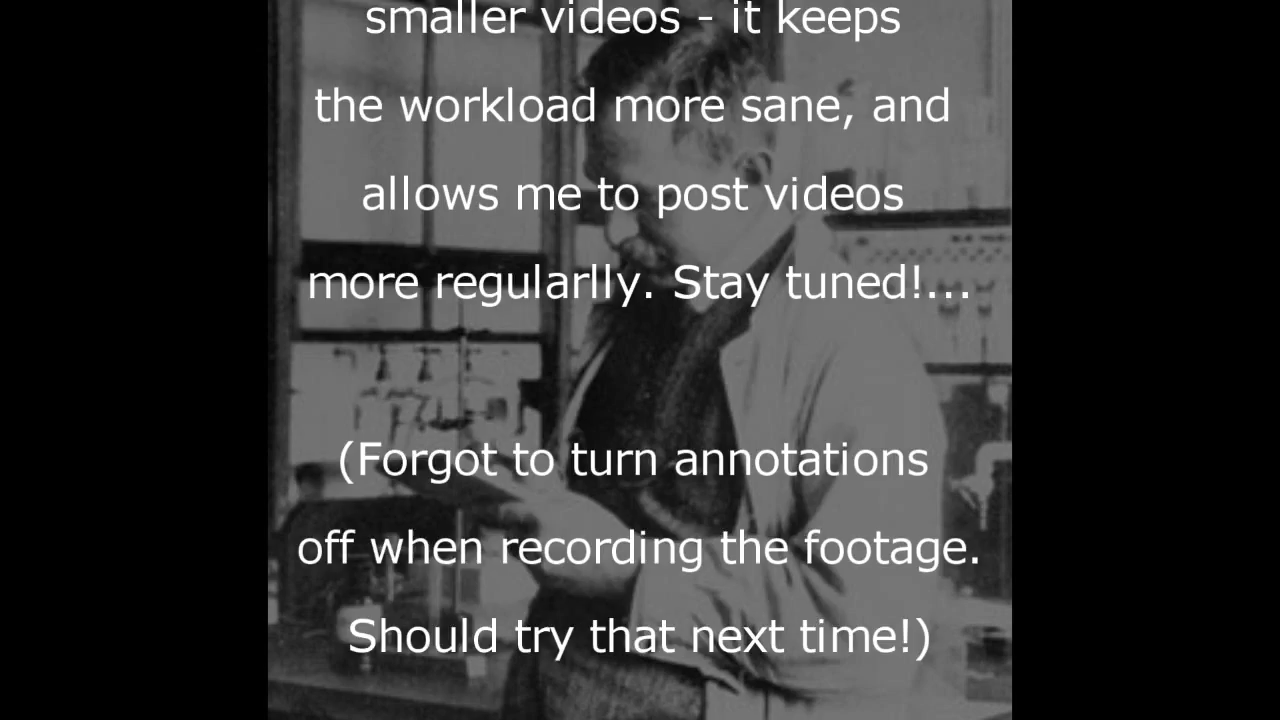 smaller videos - it keeps
the workload more sane, and
allows me to post videos
more regularlly. Stay tuned!...
(Forgot to turn annotations
off when recording the footage.
Should try that next time!)